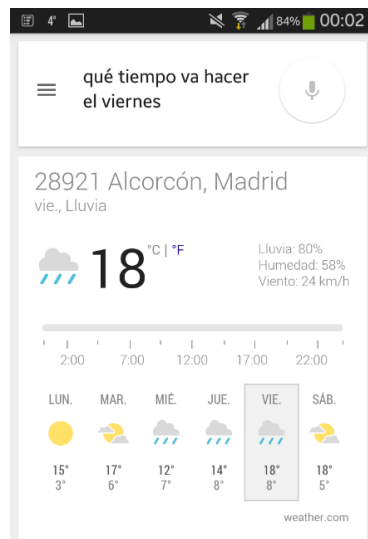 4° 84% 00:02
qué tiempo va hacer
el viernes
28921 Alcorcón, Madrid
vie., Lluvia
18 °C | °F
Lluvia: 80%
Humedad: 58%
Viento: 24 km/h
2:00 7:00 12:00 17:00 22:00
LUN. MAR. MIÉ. JUE. VIE. SÁB.
15° 17° 12° 14° 18° 18°
3° 6° 7° 8° 8° 5°
weather.com